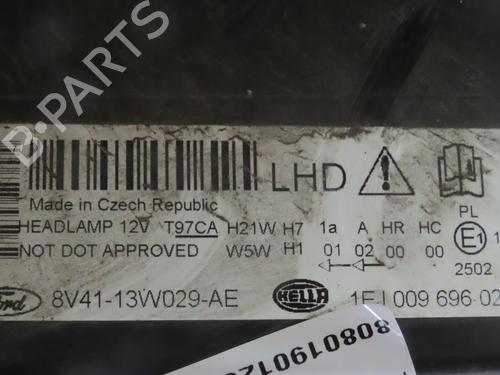 LHD
Made in Czech Republic
HEADLAMP 12V T97CA H21W H7 1a A HR HC PL
NOT DOT APPROVED W5W H1 01 02 00 00 E1 1
2502
Ford 8V41-13W029-AE HELLA 1EJ 009 696-02
B-PARTS